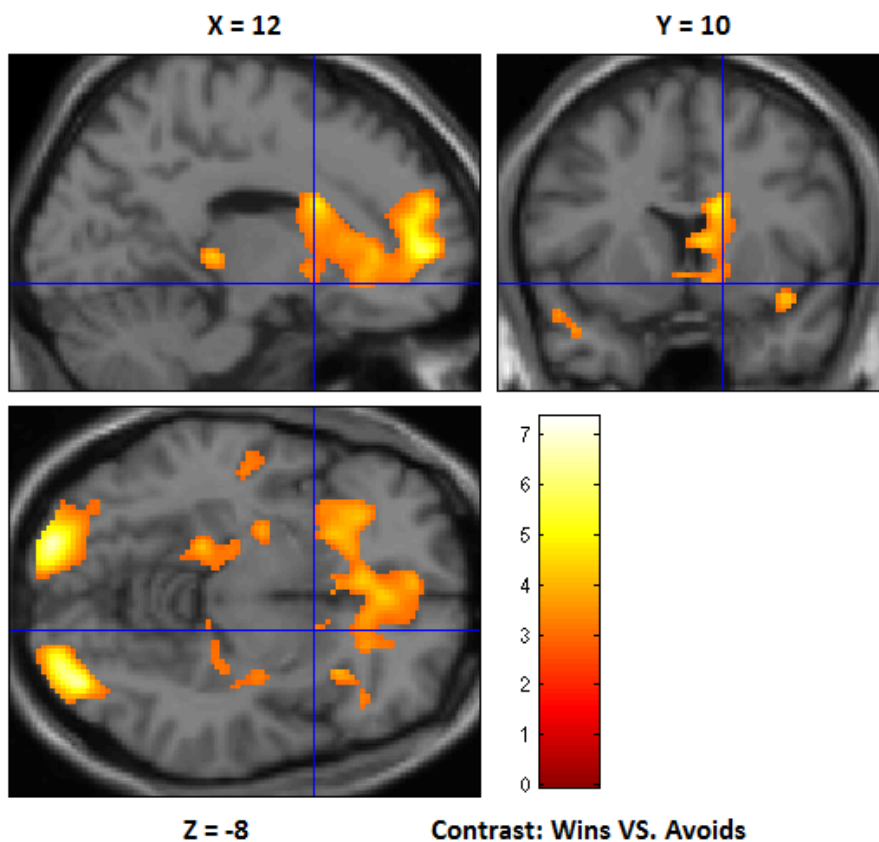 X = 12
Y = 10
7
6
5
4
3
2
1
0
Z = -8
Contrast: Wins VS. Avoids